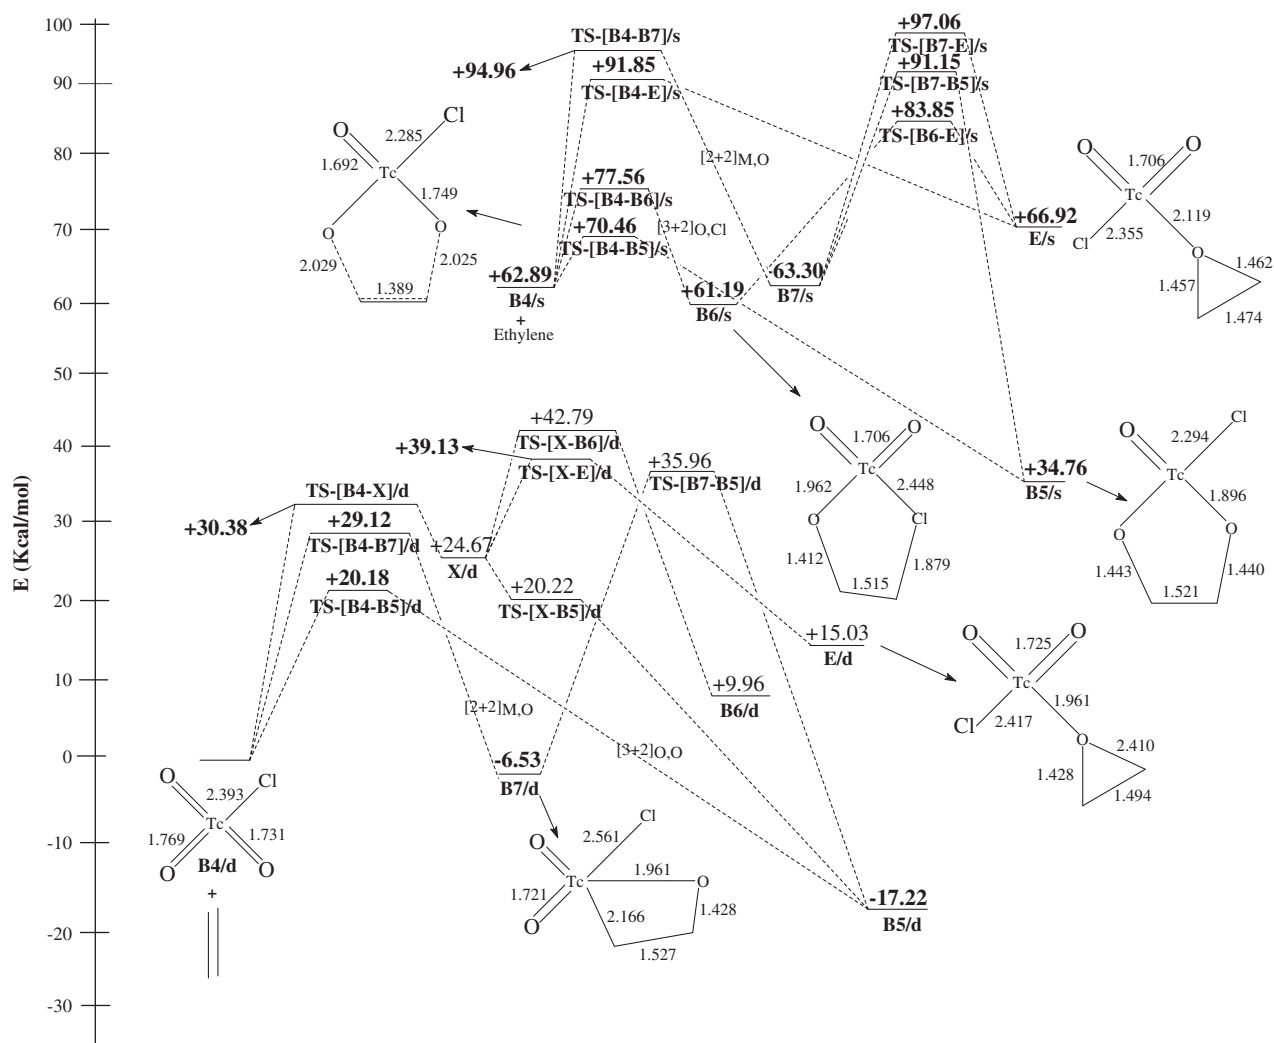 E (Kcal/mol)
100
90
80
70
60
50
40
30
20
10
0
-10
-20
-30
TS-[B4-B7]/s
+94.96
+91.85
TS-[B4-E]/s
+77.56
TS-[B4-B6]/s
+70.46
TS-[B4-B5]/s
+62.89
B4/s
+
Ethylene
[2+2]M,O
[3+2]O,Cl
+61.19
B6/s
-63.30
B7/s
+97.06
TS-[B7-E]/s
+91.15
TS-[B7-B5]/s
+83.85
TS-[B6-E]/s
+66.92
E/s
+34.76
B5/s
O
Cl
2.285
1.692
Tc
1.749
O
O
2.029
2.025
1.389
O
O
1.706
Tc
2.119
Cl
2.355
O
1.462
1.457
1.474
O
O
1.706
Tc
1.962
2.448
O
Cl
1.412
1.879
1.515
Cl
O
2.294
Tc
1.896
O
O
1.443
1.440
1.521
+42.79
TS-[X-B6]/d
+39.13
TS-[X-E]/d
+35.96
TS-[B7-B5]/d
TS-[B4-X]/d
+30.38
+29.12
TS-[B4-B7]/d
+24.67
X/d
+20.18
TS-[B4-B5]/d
+20.22
TS-[X-B5]/d
+15.03
E/d
+9.96
B6/d
[2+2]M,O
[3+2]O,O
-6.53
B7/d
-17.22
B5/d
O
Cl
2.393
Tc
1.769
1.731
O
O
B4/d
+
Cl
O
2.561
Tc
1.961
O
1.721
O
2.166
1.428
1.527
O
O
1.725
Tc
1.961
Cl
2.417
O
2.410
1.428
1.494